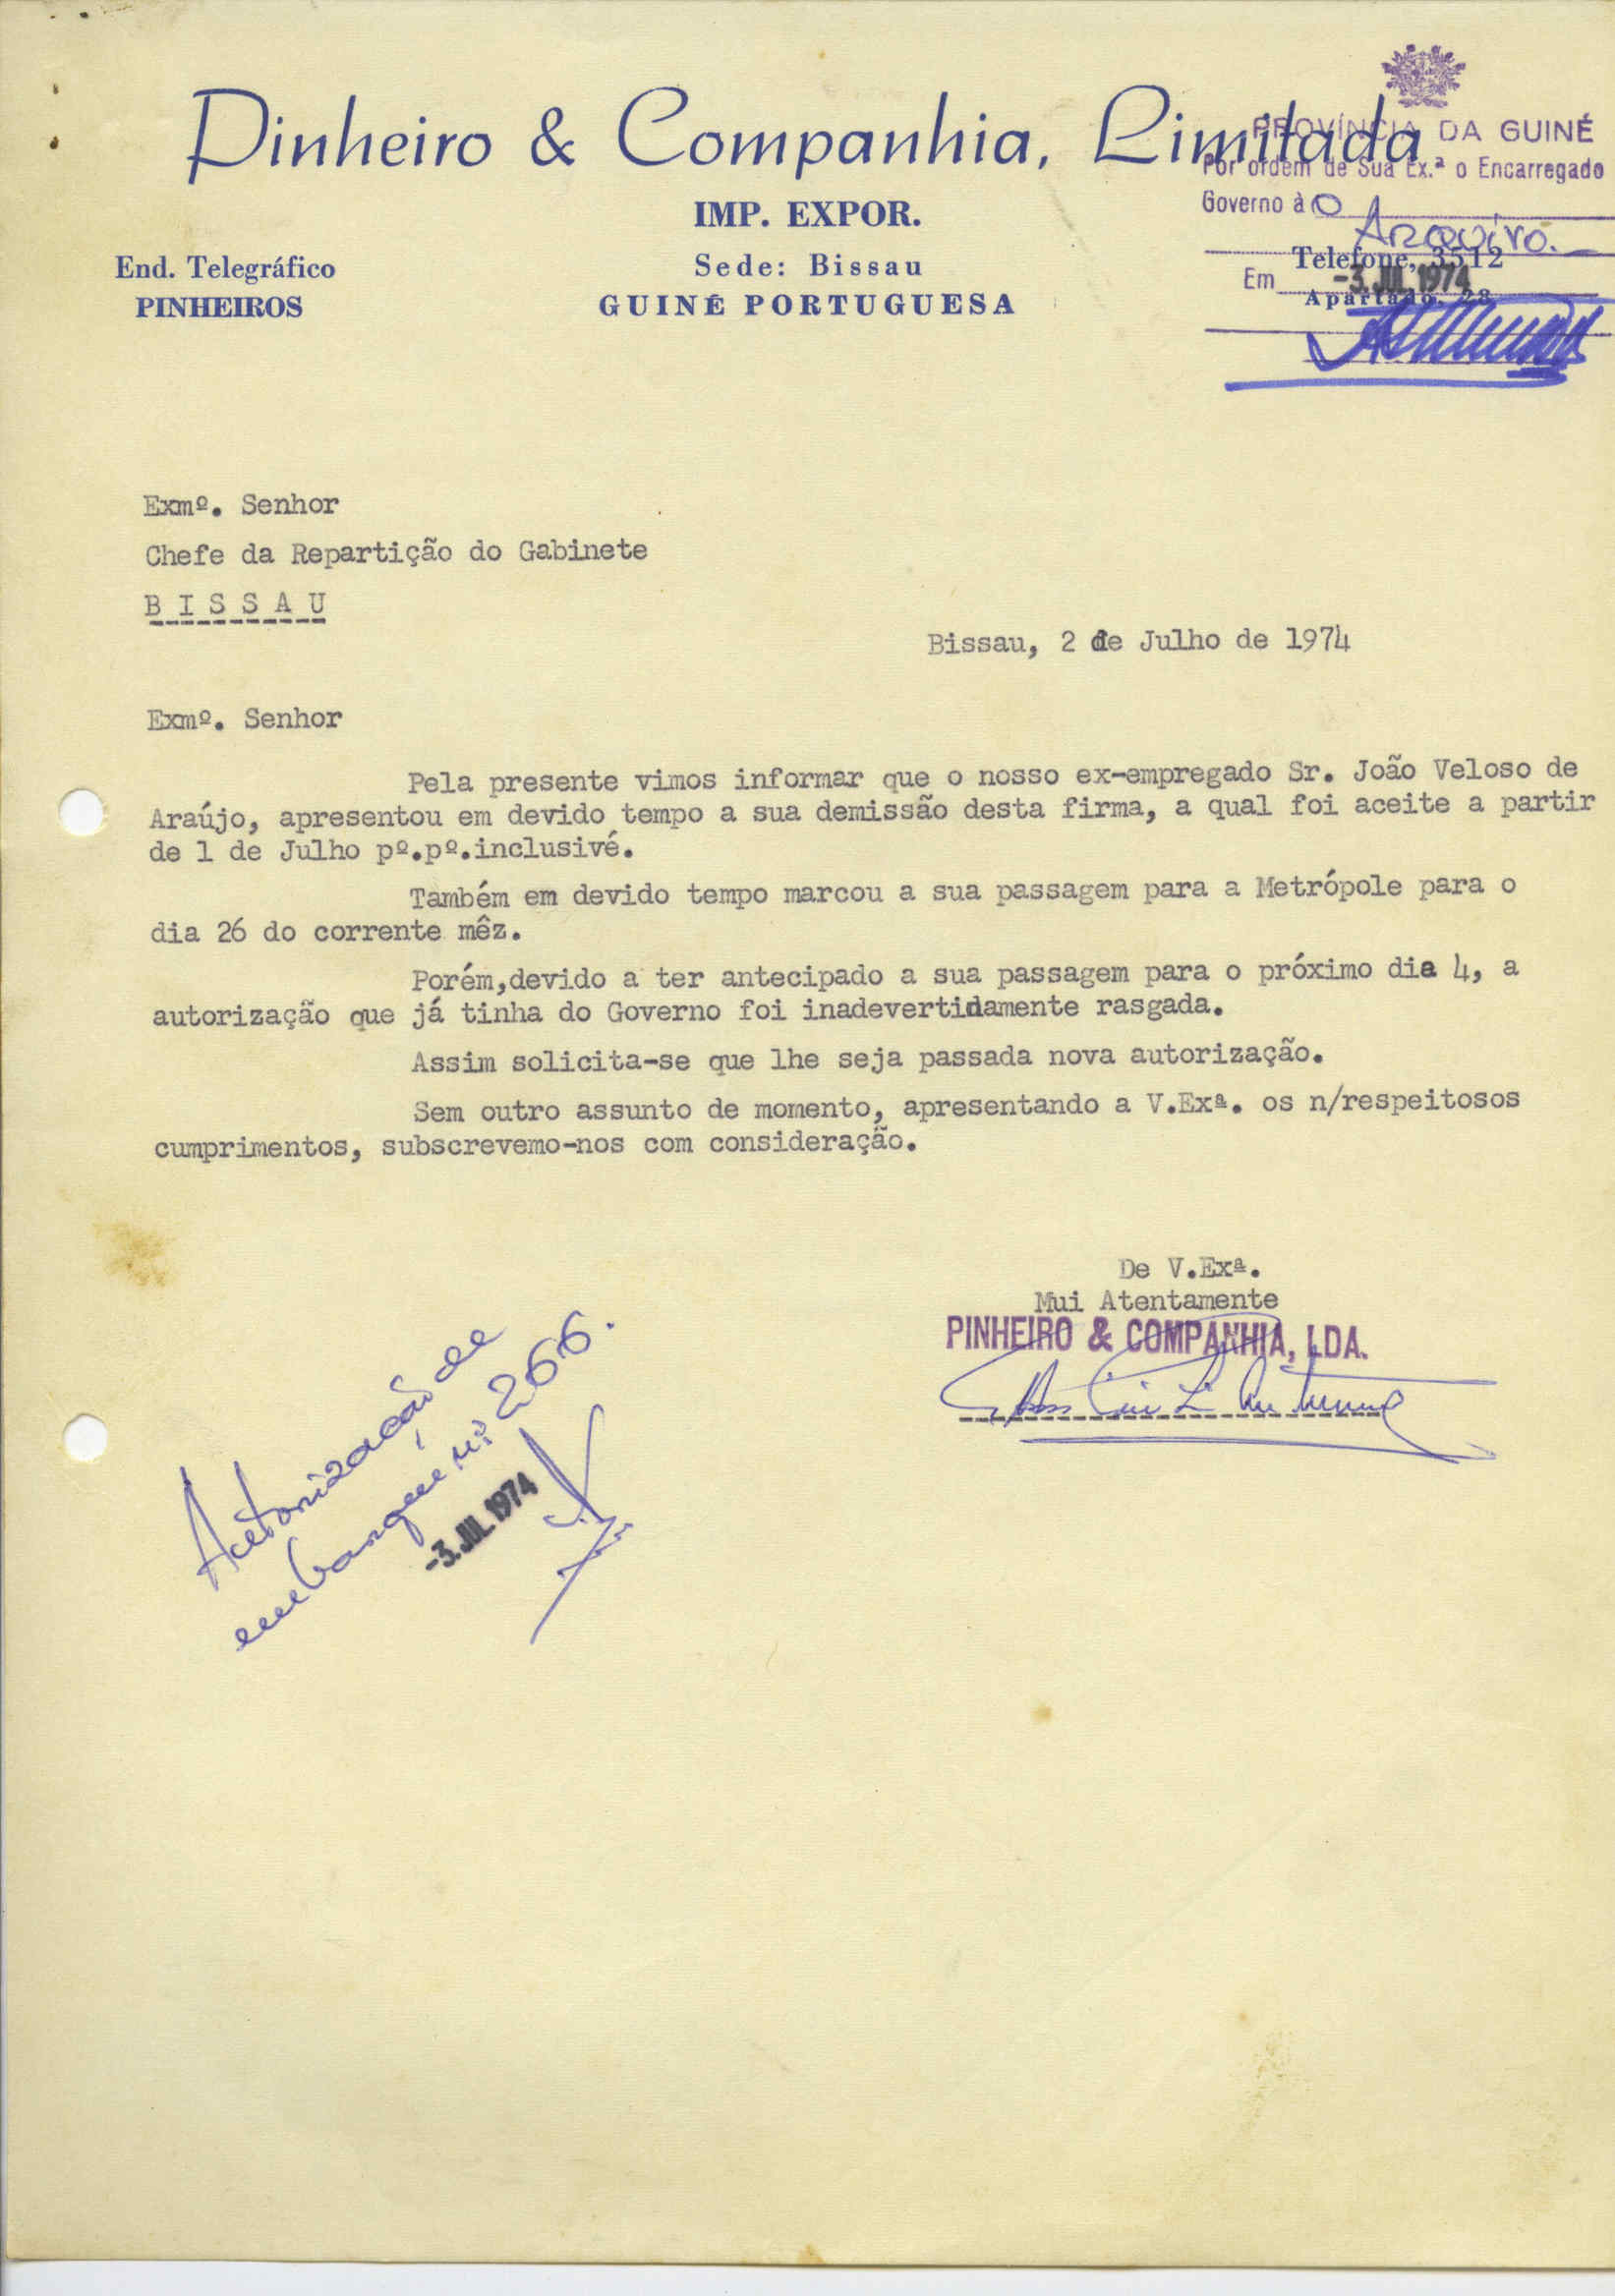 Pinheiro & Companhia, Limitada
IMP. EXPOR.
Sede: Bissau
GUINÉ PORTUGUESA
End. Telegráfico
PINHEIROS
Telefone, 3512
Apartado, 28
PROVÍNCIA DA GUINÉ
Por ordem de Sua Ex.ª o Encarregado
Governo à O
Arquivo.
Em -3. JUL. 1974
Exmº. Senhor
Chefe da Repartição do Gabinete
B I S S A U
Bissau, 2 de Julho de 1974
Exmº. Senhor
Pela presente vimos informar que o nosso ex-empregado Sr. João Veloso de
Araújo, apresentou em devido tempo a sua demissão desta firma, a qual foi aceite a partir
de 1 de Julho pº.pº.inclusivé.
Também em devido tempo marcou a sua passagem para a Metrópole para o
dia 26 do corrente mêz.
Porém,devido a ter antecipado a sua passagem para o próximo dia 4, a
autorização que já tinha do Governo foi inadevertidamente rasgada.
Assim solicita-se que lhe seja passada nova autorização.
Sem outro assunto de momento, apresentando a V.Exª. os n/respeitosos
cumprimentos, subscrevemo-nos com consideração.
De V.Exª.
Mui Atentamente
PINHEIRO & COMPANHIA, LDA.
Autorização de
embarque nº 266.
-3. JUL. 1974